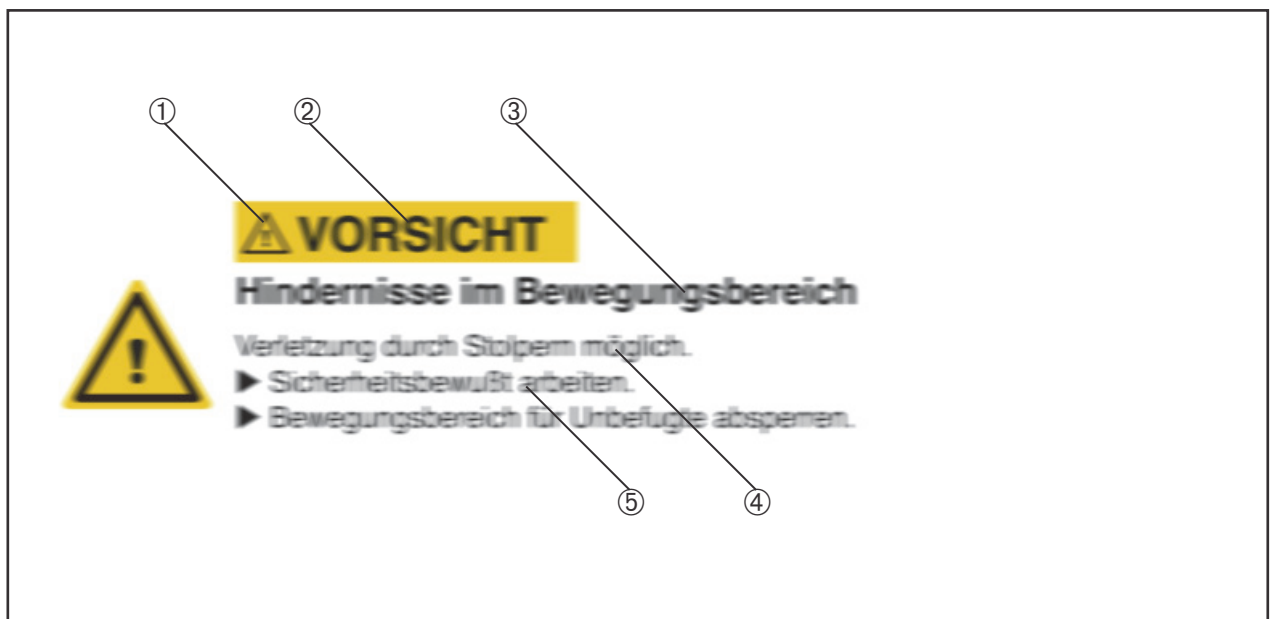 ① ② ③
⚠ VORSICHT
Hindernisse im Bewegungsbereich
Verletzung durch Stolpern möglich.
▶ Sicherheitsbewußt arbeiten.
▶ Bewegungsbereich für Unbefugte absperren.
⑤ ④